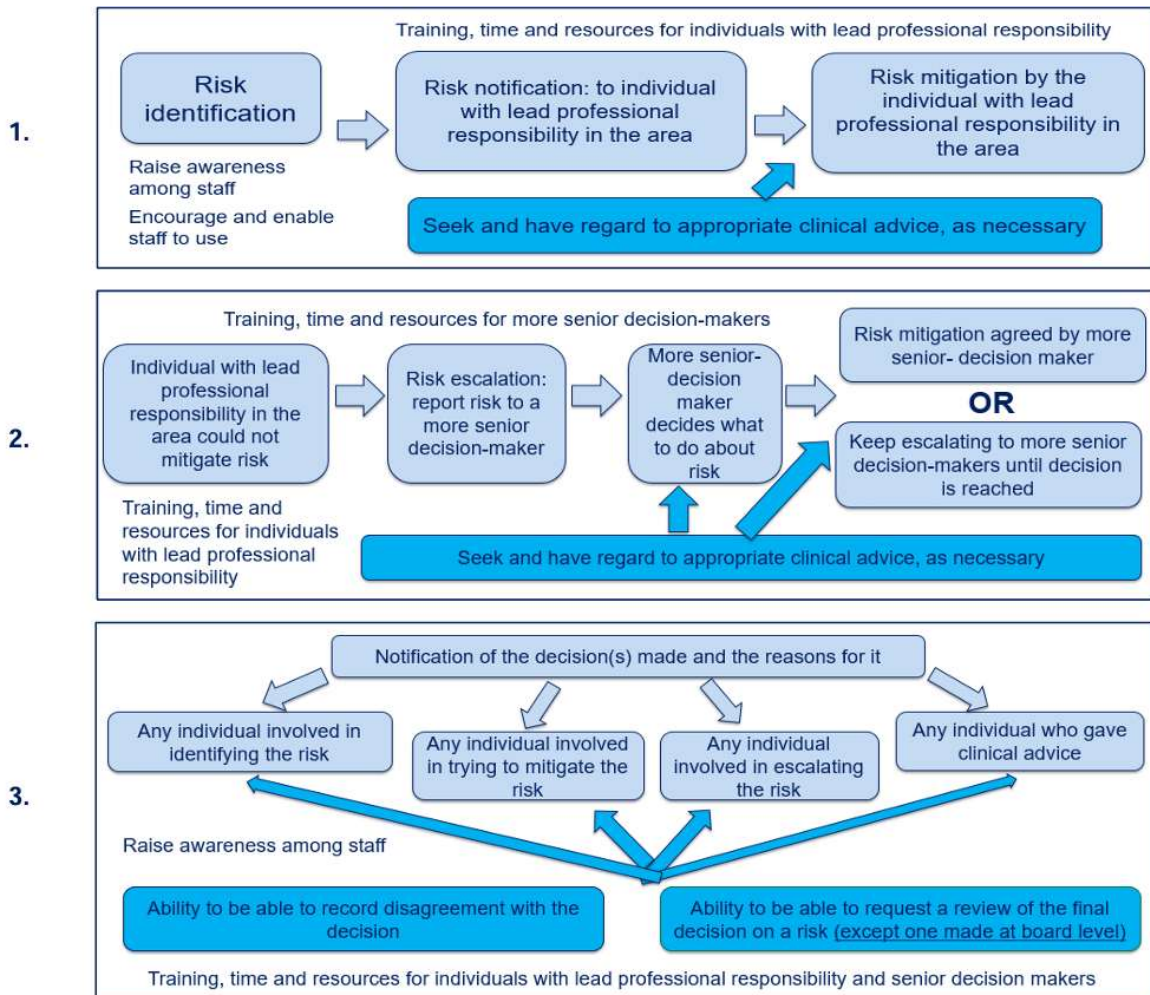 1.
Training, time and resources for individuals with lead professional responsibility
Risk
identification
Risk notification: to individual
with lead professional
responsibility in the area
Risk mitigation by the
individual with lead
professional responsibility in
the area
Raise awareness
among staff
Encourage and enable
staff to use
Seek and have regard to appropriate clinical advice, as necessary
2.
Training, time and resources for more senior decision-makers
Individual with lead
professional
responsibility in the
area could not
mitigate risk
Risk escalation:
report risk to a
more senior
decision-maker
More senior-
decision
maker
decides what
to do about
risk
Risk mitigation agreed by more
senior- decision maker
OR
Keep escalating to more senior
decision-makers until decision
is reached
Training, time and
resources for individuals
with lead professional
responsibility
Seek and have regard to appropriate clinical advice, as necessary
3.
Notification of the decision(s) made and the reasons for it
Any individual involved in
identifying the risk
Any individual involved
in trying to mitigate the
risk
Any individual
involved in escalating
the risk
Any individual who gave
clinical advice
Raise awareness among staff
Ability to be able to record disagreement with the
decision
Ability to be able to request a review of the final
decision on a risk (except one made at board level)
Training, time and resources for individuals with lead professional responsibility and senior decision makers